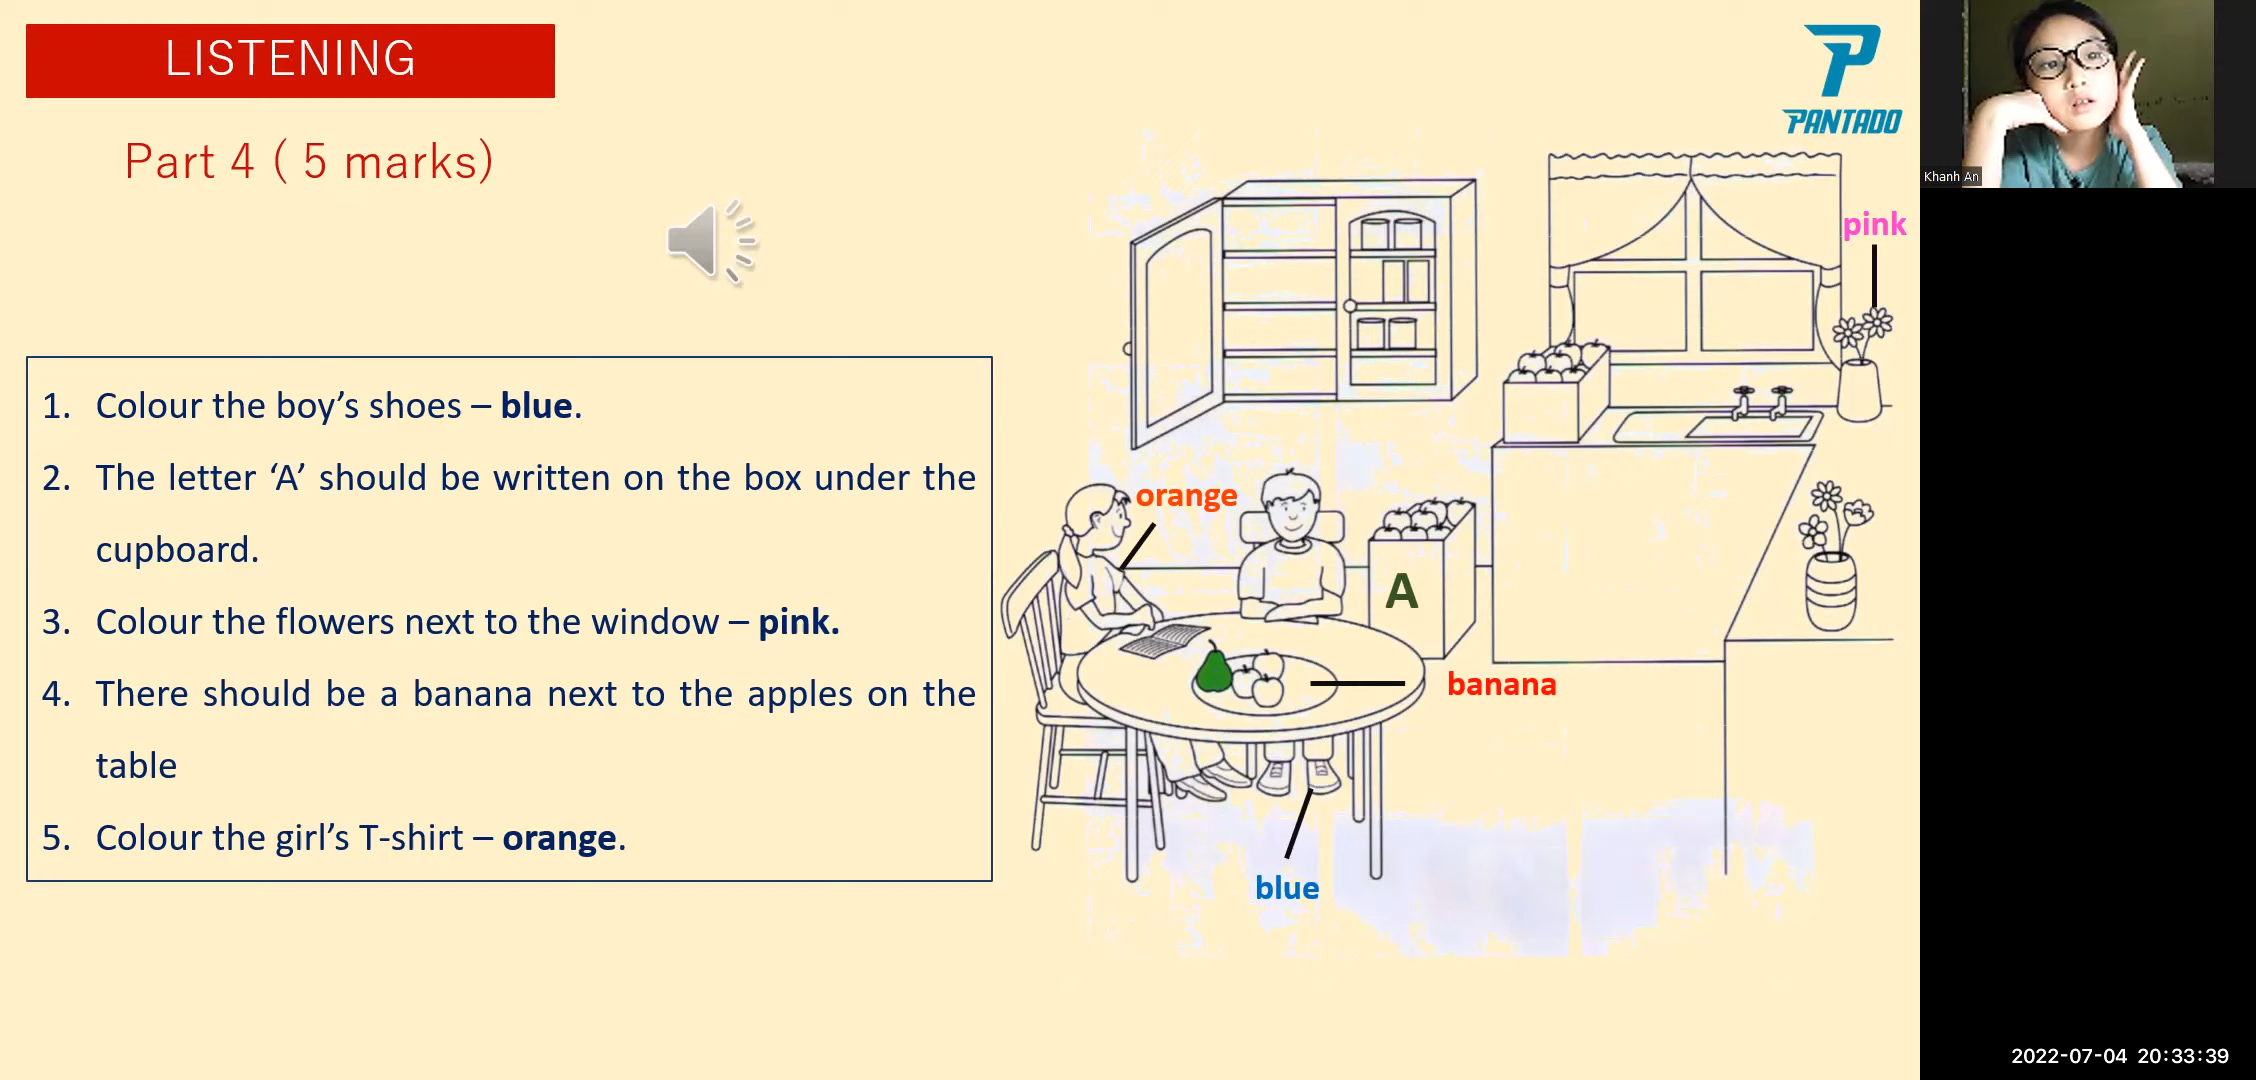 LISTENING
Part 4 ( 5 marks)
PANTADO
Khanh An
pink
1. Colour the boy’s shoes – blue.
2. The letter ‘A’ should be written on the box under the
cupboard.
3. Colour the flowers next to the window – pink.
4. There should be a banana next to the apples on the
table
5. Colour the girl’s T-shirt – orange.
orange
A
banana
blue
2022-07-04 20:33:39